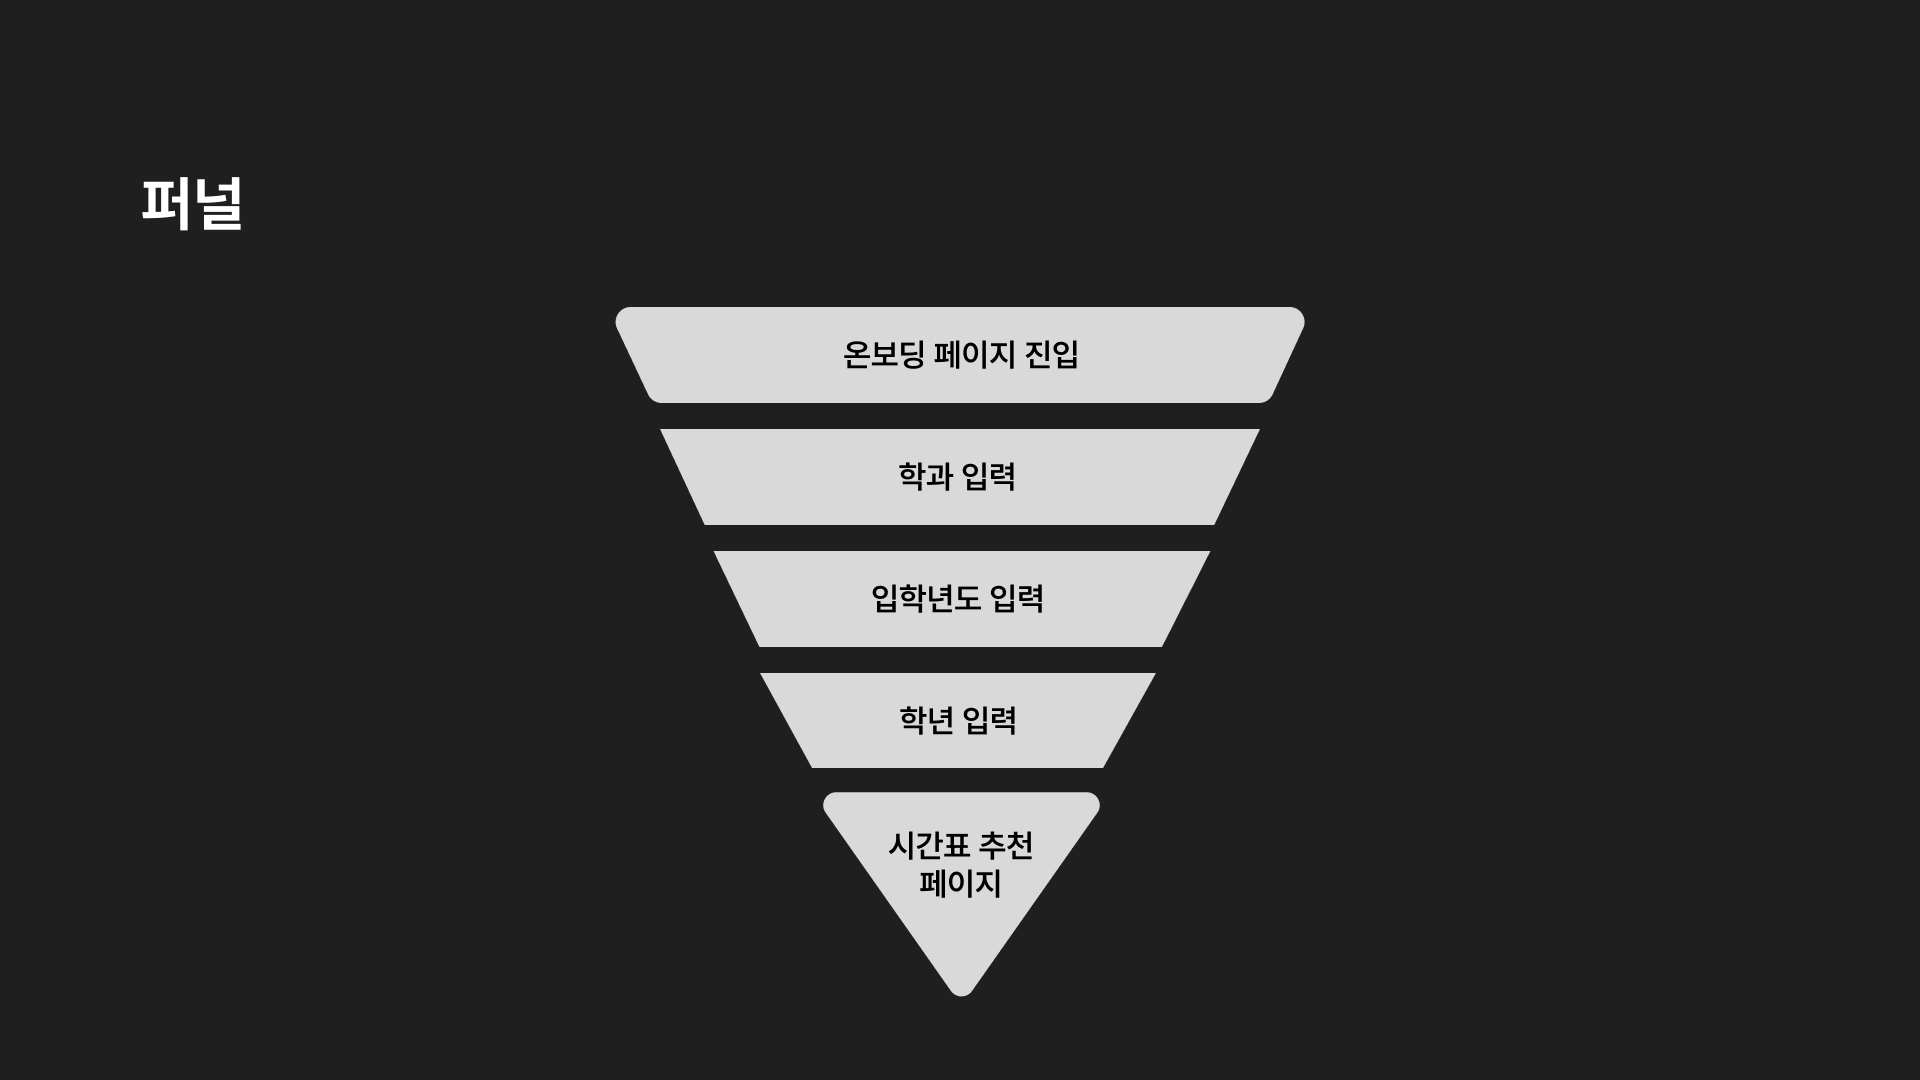 퍼널
온보딩 페이지 진입
학과 입력
입학년도 입력
학년 입력
시간표 추천
페이지